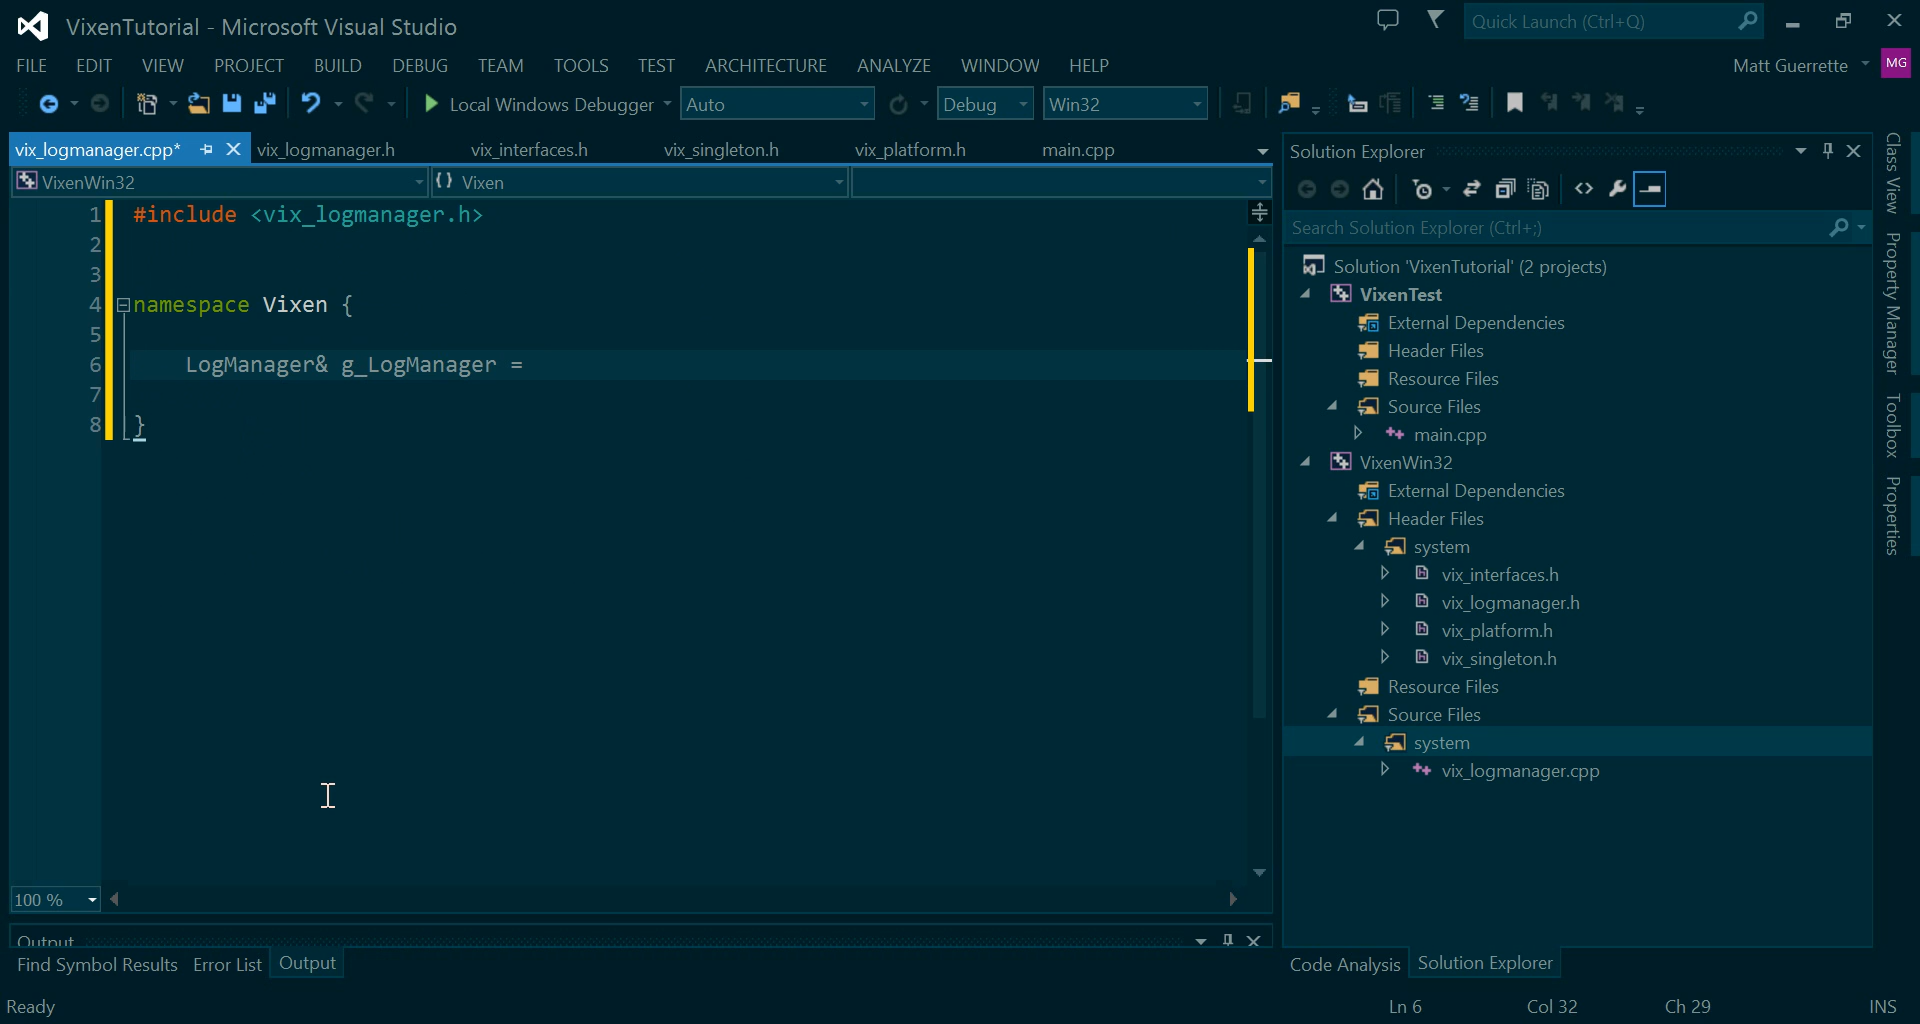 VixenTutorial - Microsoft Visual Studio
Quick Launch (Ctrl+Q)
FILE EDIT VIEW PROJECT BUILD DEBUG TEAM TOOLS TEST ARCHITECTURE ANALYZE WINDOW HELP
Matt Guerrette MG
Local Windows Debugger Auto Debug Win32
vix_logmanager.cpp* vix_logmanager.h vix_interfaces.h vix_singleton.h vix_platform.h main.cpp
VixenWin32 {} Vixen
1 #include <vix_logmanager.h>
2
3
4 namespace Vixen {
5
6 LogManager& g_LogManager =
7
8 }
100 %
Output
Find Symbol Results Error List Output
Solution Explorer
Search Solution Explorer (Ctrl+;)
Solution 'VixenTutorial' (2 projects)
VixenTest
External Dependencies
Header Files
Resource Files
Source Files
main.cpp
VixenWin32
External Dependencies
Header Files
system
vix_interfaces.h
vix_logmanager.h
vix_platform.h
vix_singleton.h
Resource Files
Source Files
system
vix_logmanager.cpp
Code Analysis Solution Explorer
Class View
Property Manager
Toolbox
Properties
Ready Ln 6 Col 32 Ch 29 INS